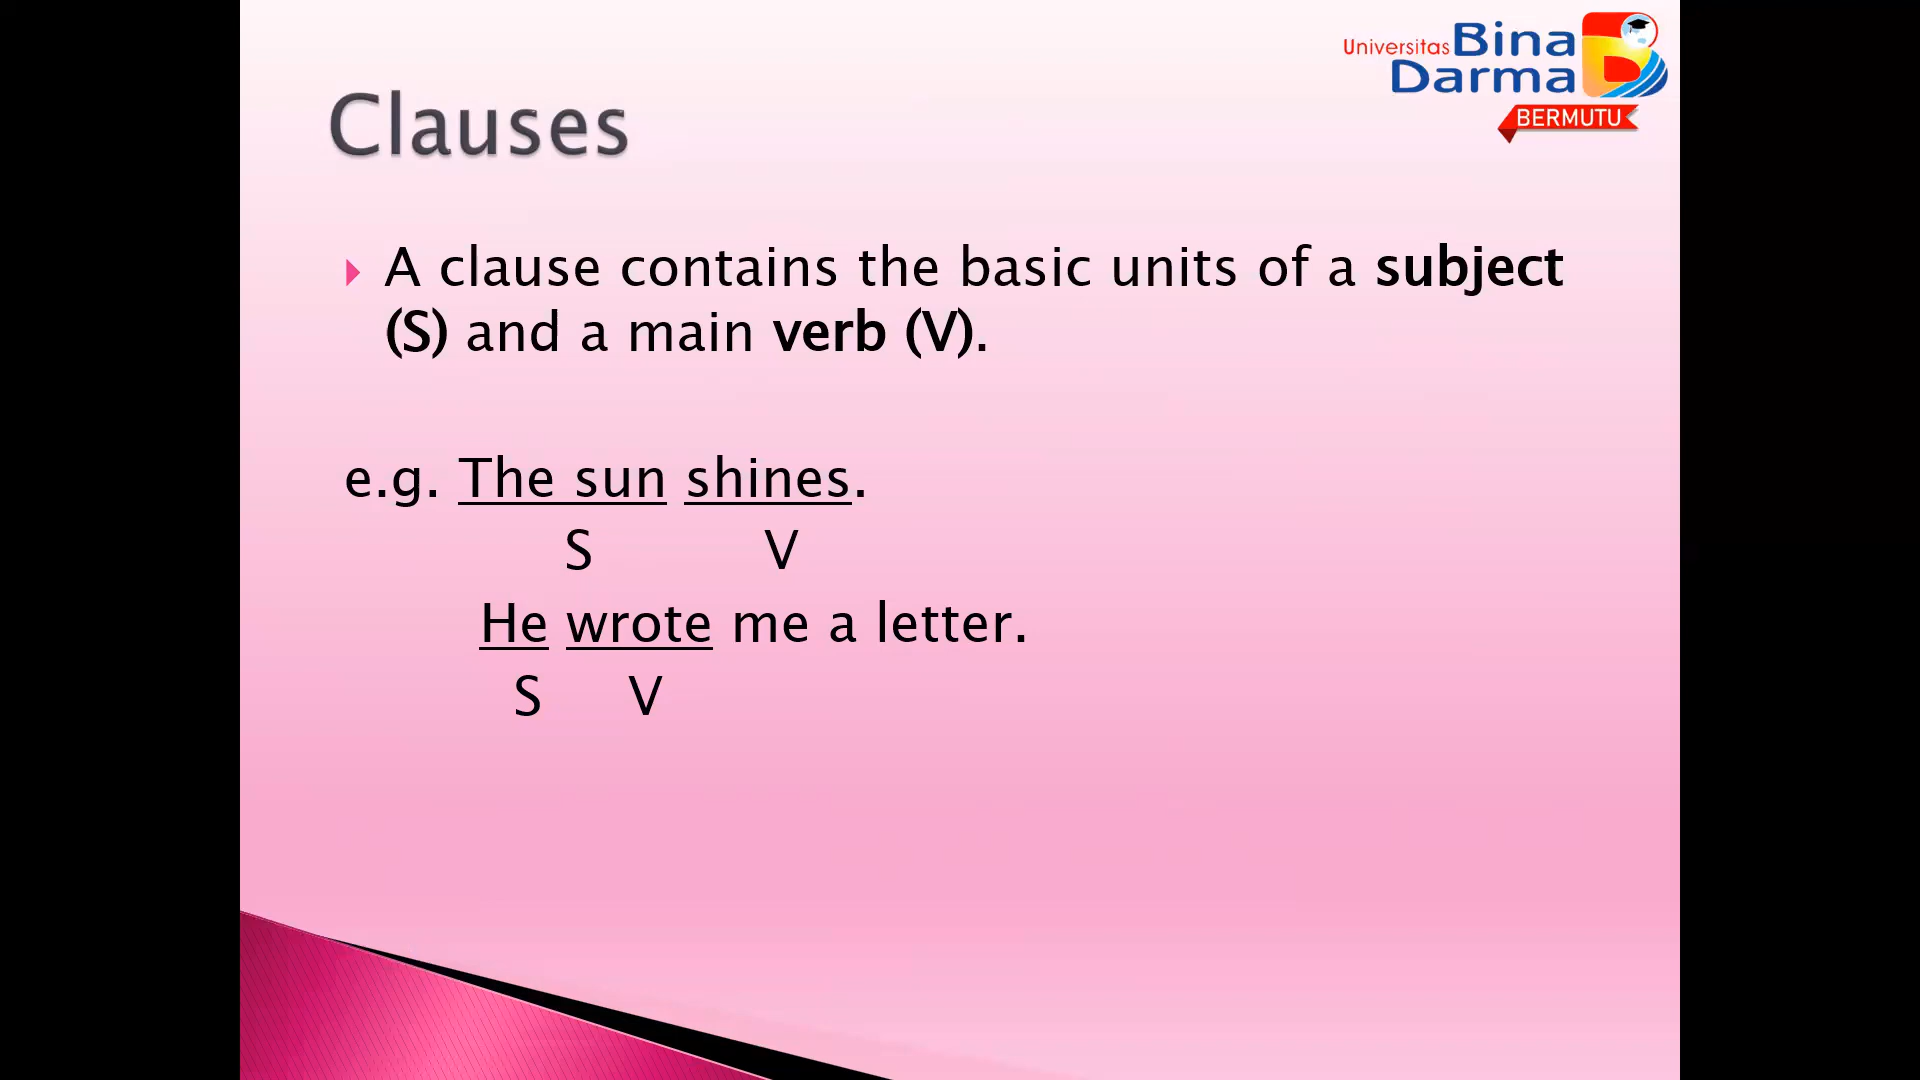 Universitas Bina
Darma
BERMUTU
Clauses
A clause contains the basic units of a subject
(S) and a main verb (V).
e.g. The sun shines.
S V
He wrote me a letter.
S V